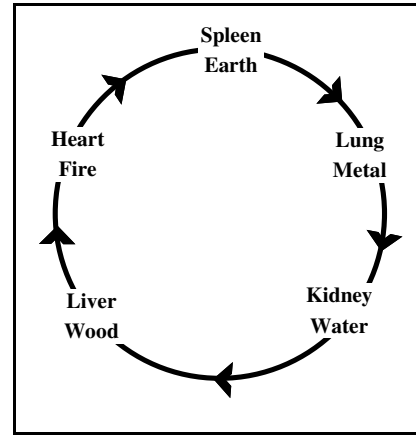 Spleen
Earth
Lung
Metal
Kidney
Water
Liver
Wood
Heart
Fire